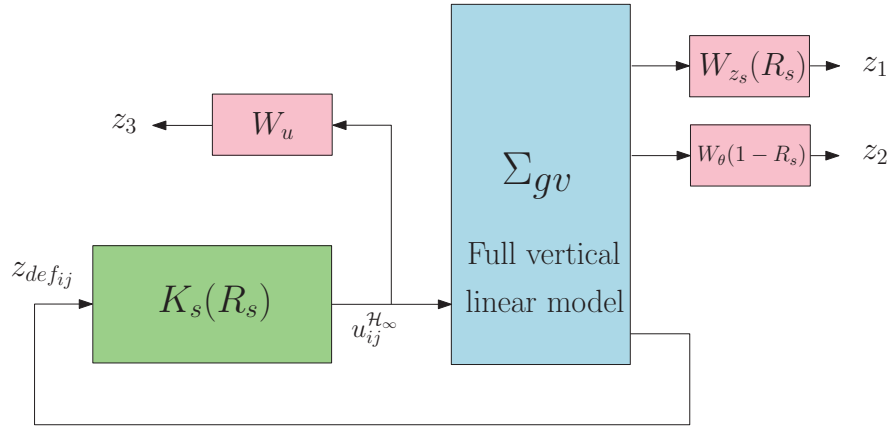 W_{z_s}(R_s)
z_1
z_3
W_u
W_θ(1 − R_s)
z_2
Σ_{gv}
Full vertical
linear model
z_{def_{ij}}
K_s(R_s)
u_{ij}^{\mathcal{H}_∞}